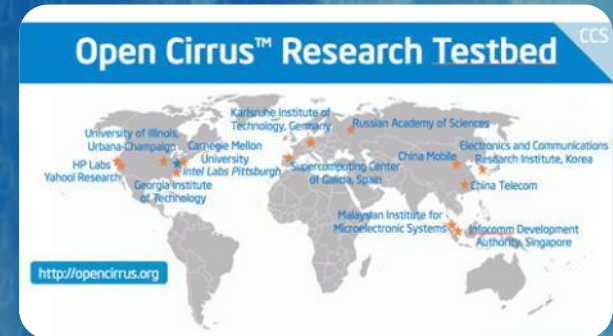 Open Cirrus™ Research Testbed
CCS
Karlsruhe Institute of
Technology, Germany
Russian Academy of Sciences
University of Illinois,
Urbana-Champaign
Carnegie Mellon
University
Electronics and Communications
Research Institute, Korea
HP Labs
Yahoo! Research
Intel Labs Pittsburgh
Supercomputing Center
of Galicia, Spain
China Mobile
Georgia Institute
of Technology
China Telecom
Malaysian Institute for
Microelectronic Systems
Infocomm Development
Authority, Singapore
http://opencirrus.org